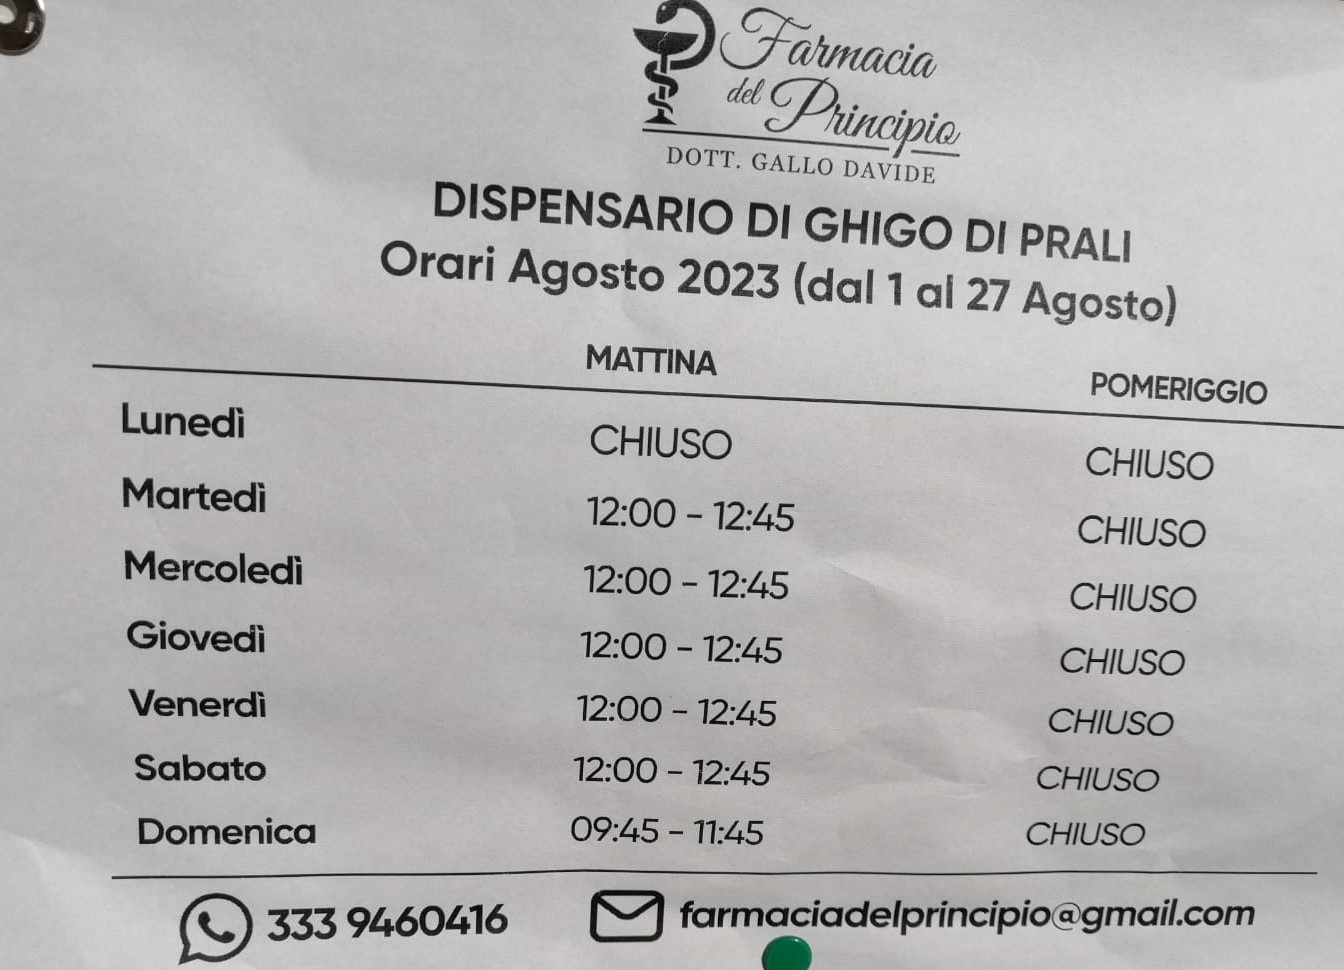 Farmacia
del Principio
DOTT. GALLO DAVIDE
DISPENSARIO DI GHIGO DI PRALI
Orari Agosto 2023 (dal 1 al 27 Agosto)
MATTINA POMERIGGIO
Lunedì CHIUSO CHIUSO
Martedì 12:00 - 12:45 CHIUSO
Mercoledì 12:00 - 12:45 CHIUSO
Giovedì 12:00 - 12:45 CHIUSO
Venerdì 12:00 - 12:45 CHIUSO
Sabato 12:00 - 12:45 CHIUSO
Domenica 09:45 - 11:45 CHIUSO
333 9460416 farmaciadelprincipio@gmail.com